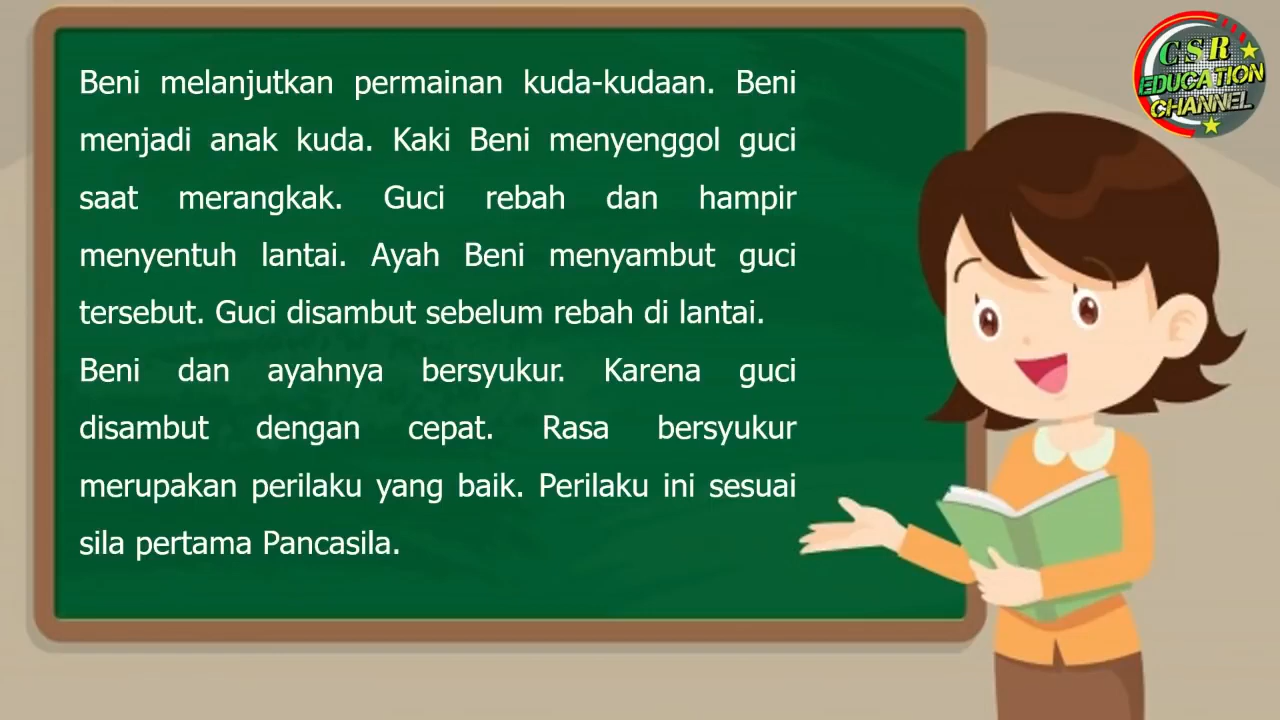 Beni melanjutkan permainan kuda-kudaan. Beni
menjadi anak kuda. Kaki Beni menyenggol guci
saat merangkak. Guci rebah dan hampir
menyentuh lantai. Ayah Beni menyambut guci
tersebut. Guci disambut sebelum rebah di lantai.
Beni dan ayahnya bersyukur. Karena guci
disambut dengan cepat. Rasa bersyukur
merupakan perilaku yang baik. Perilaku ini sesuai
sila pertama Pancasila.
CSR
EDUCATION
CHANNEL